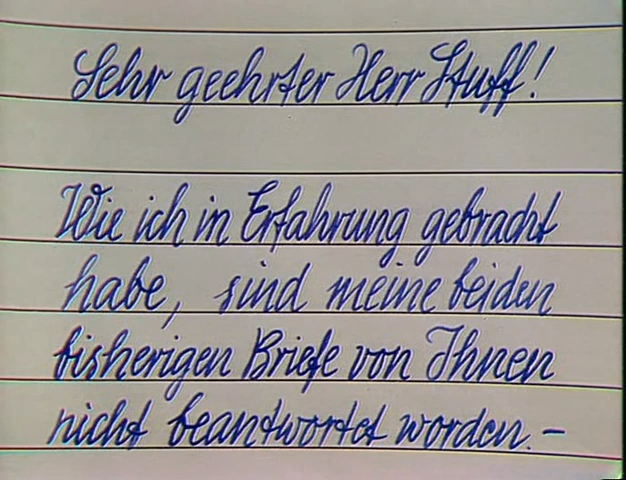 Sehr geehrter Herr Stuff!
Wie ich in Erfahrung gebracht
habe, sind meine beiden
bisherigen Briefe von Ihnen
nicht beantwortet worden. –